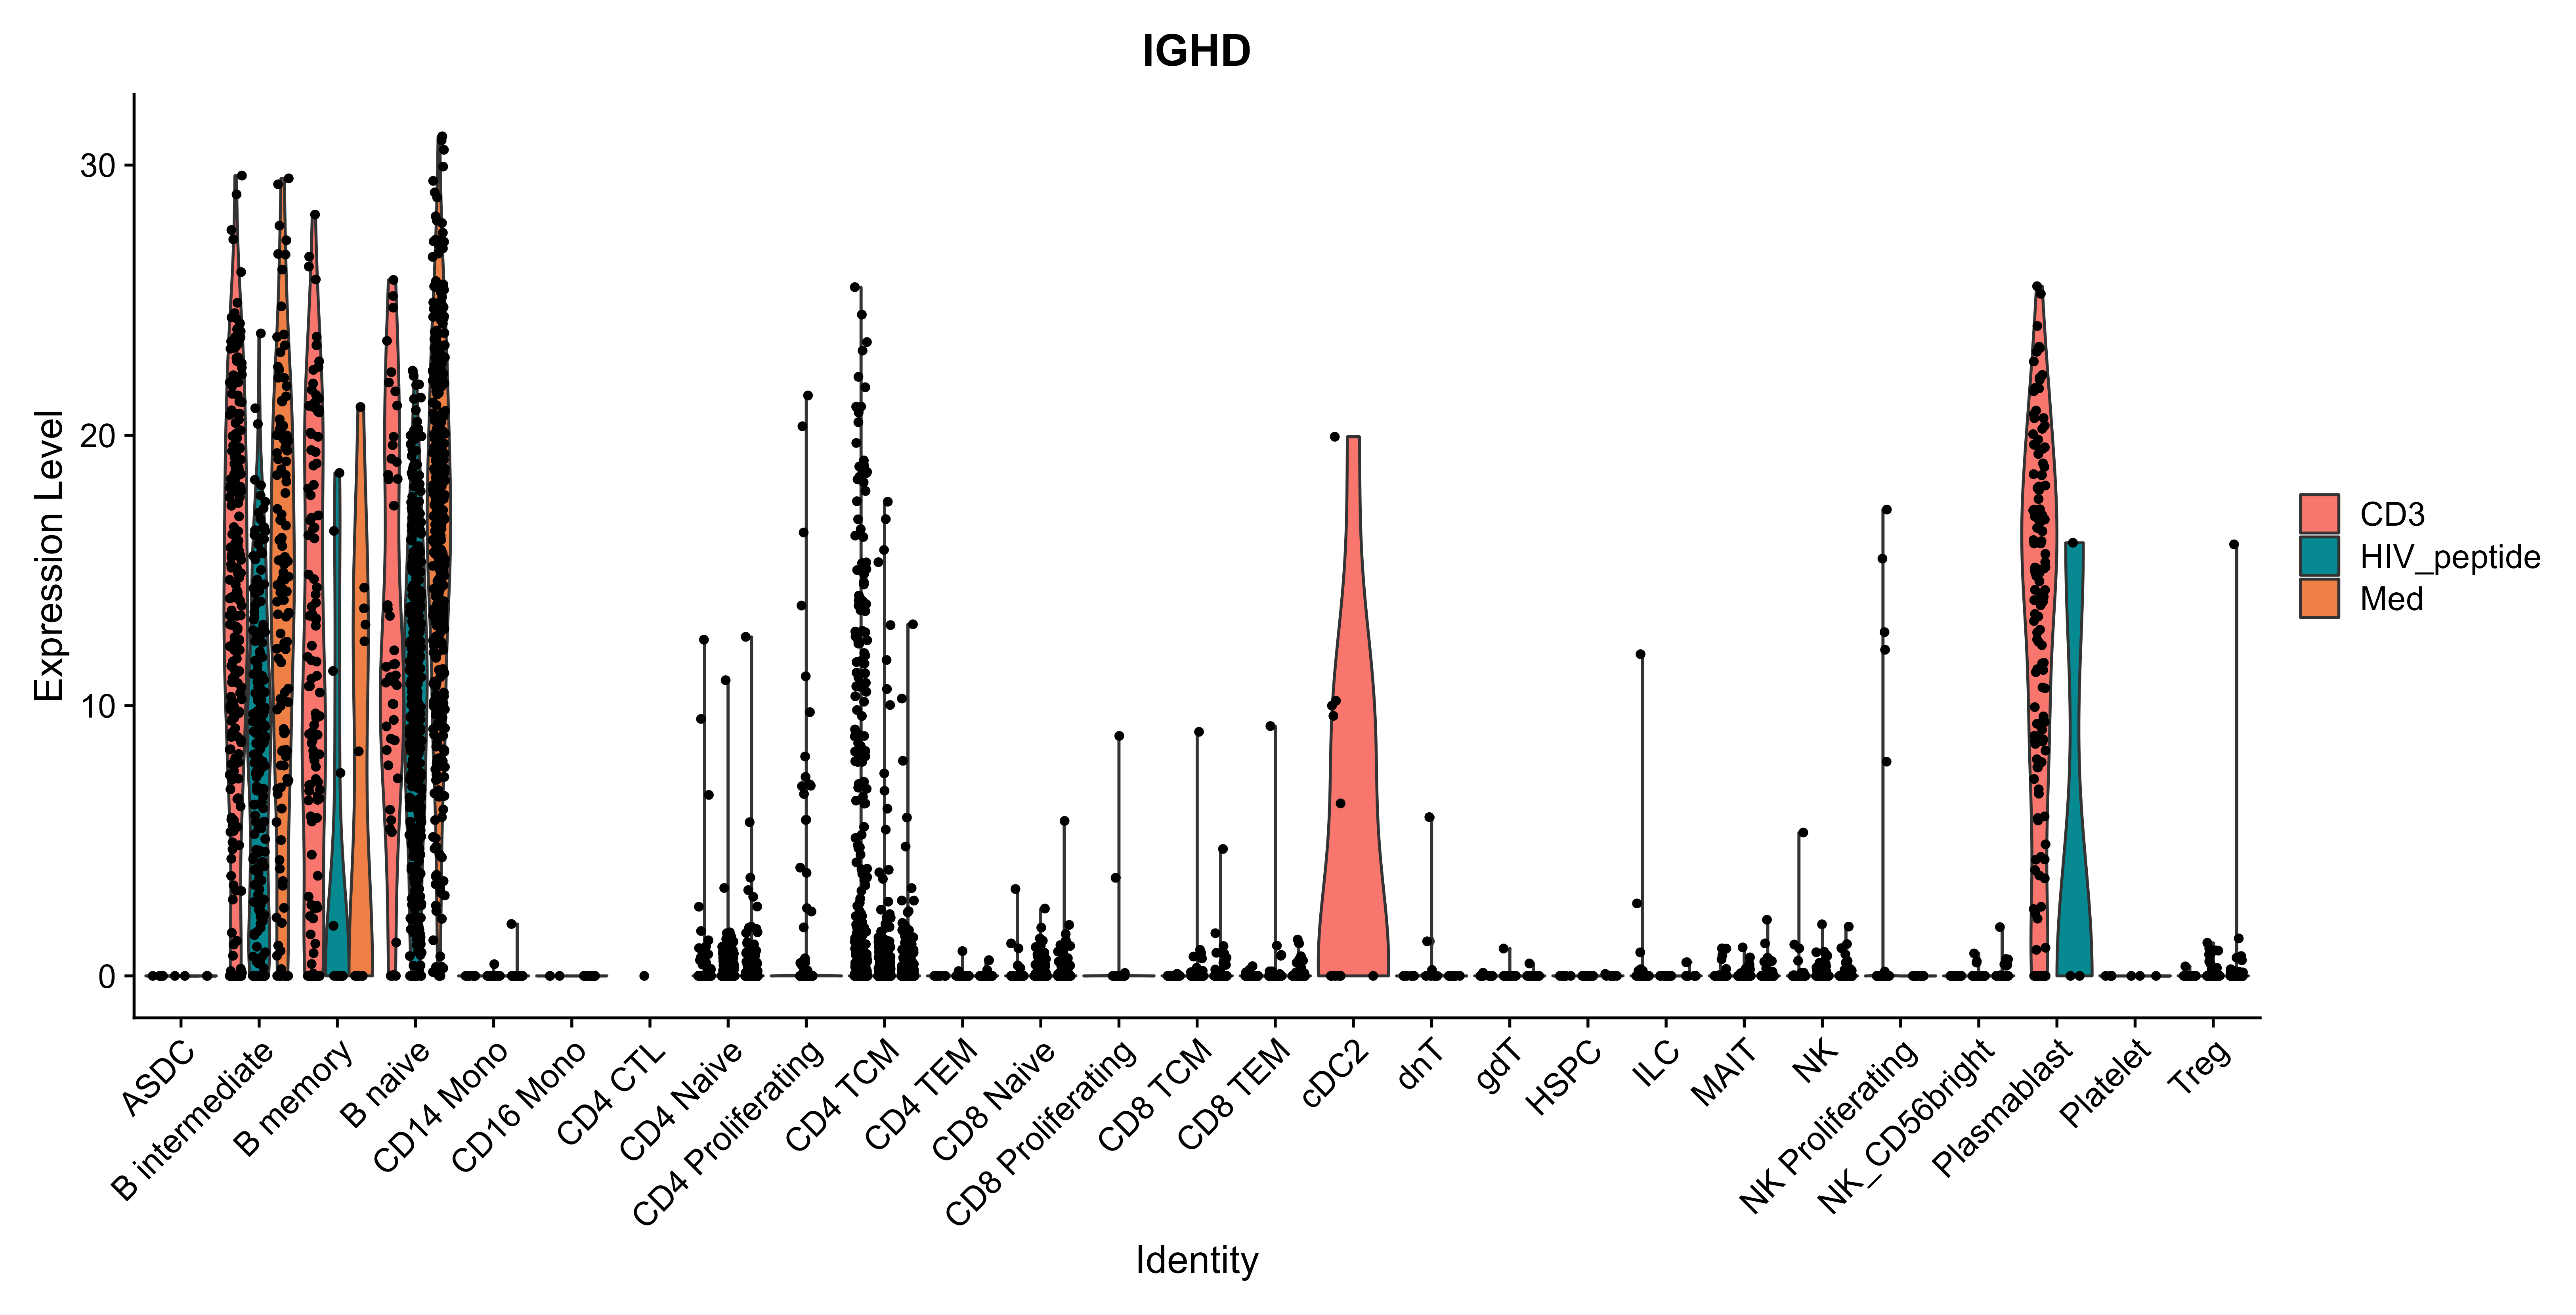 IGHD
Expression Level
30
20
10
0
ASDC
B intermediate
B memory
B naive
CD14 Mono
CD16 Mono
CD4 CTL
CD4 Naive
CD4 Proliferating
CD4 TCM
CD4 TEM
CD8 Naive
CD8 Proliferating
CD8 TCM
CD8 TEM
cDC2
dnT
gdT
HSPC
ILC
MAIT
NK
NK Proliferating
NK_CD56bright
Plasmablast
Platelet
Treg
Identity
CD3
HIV_peptide
Med